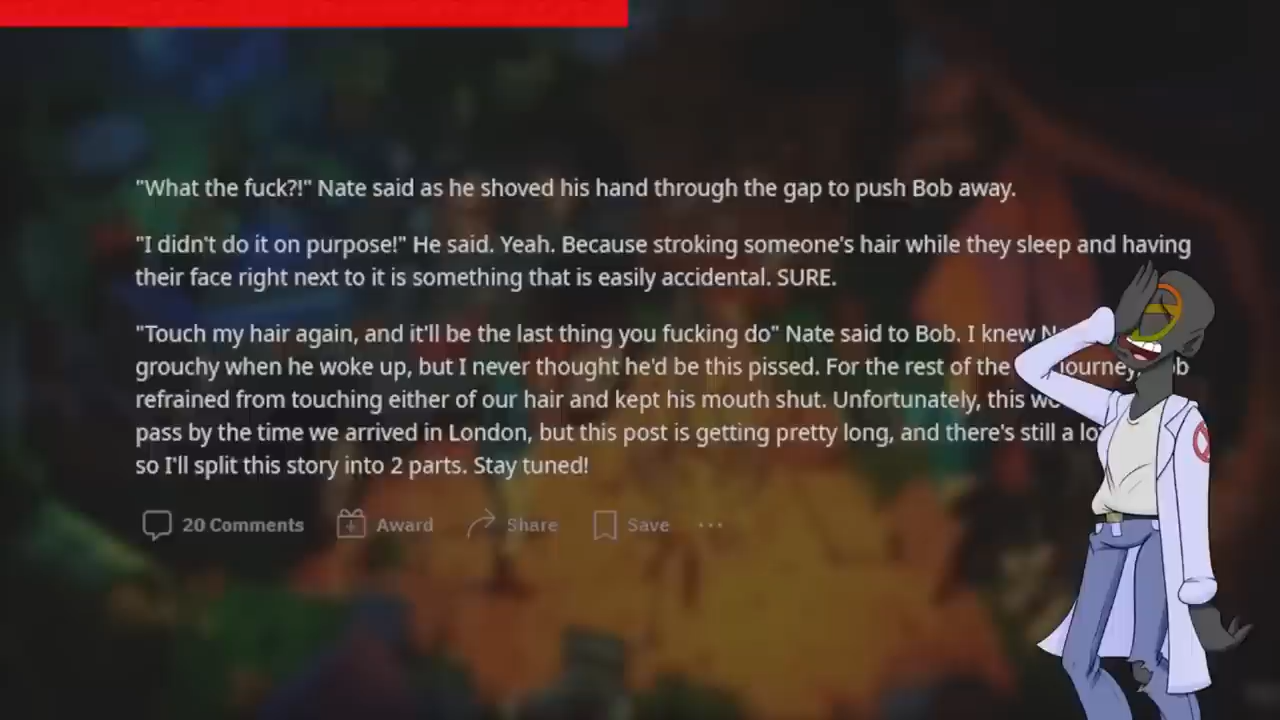 "What the fuck?!" Nate said as he shoved his hand through the gap to push Bob away.
"I didn't do it on purpose!" He said. Yeah. Because stroking someone's hair while they sleep and having
their face right next to it is something that is easily accidental. SURE.
"Touch my hair again, and it'll be the last thing you fucking do" Nate said to Bob. I knew
grouchy when he woke up, but I never thought he'd be this pissed. For the rest of the journey,
refrained from touching either of our hair and kept his mouth shut. Unfortunately, this
pass by the time we arrived in London, but this post is getting pretty long, and there's still a
so I'll split this story into 2 parts. Stay tuned!
20 Comments Award Share Save ...